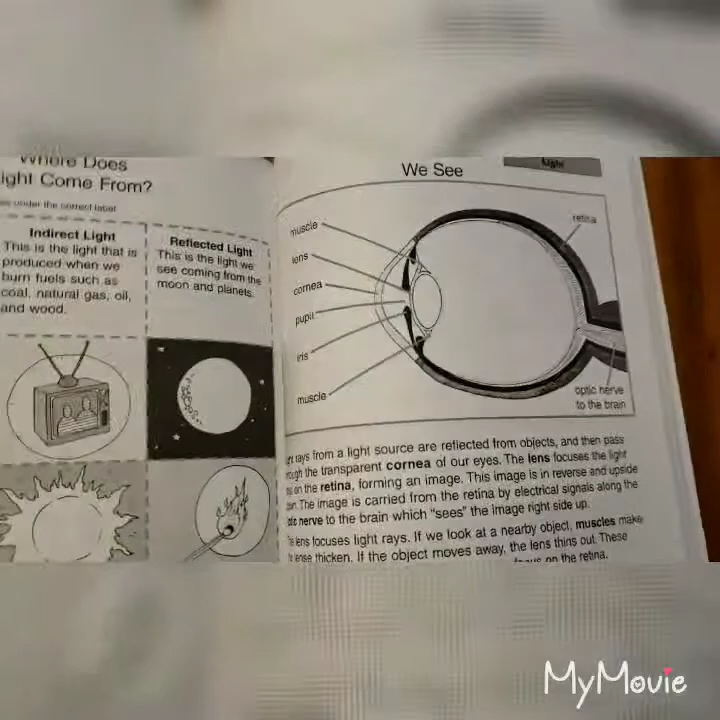 Where Does
ight Come From?
under the correct label
Indirect Light
This is the light that is
produced when we
burn fuels such as
coal, natural gas, oil,
and wood.
Reflected Light
This is the light we
see coming from the
moon and planets.
We See
Light
muscle
lens
cornea
pupil
iris
muscle
retina
optic nerve
to the brain
rays from a light source are reflected from objects, and then pass
ough the transparent cornea of our eyes. The lens focuses the light
on the retina, forming an image. This image is in reverse and upside
The image is carried from the retina by electrical signals along the
nerve to the brain which "sees" the image right side up.
lens focuses light rays. If we look at a nearby object, muscles make
lense thicken. If the object moves away, the lens thins out. These
focus on the retina.
MyMovie